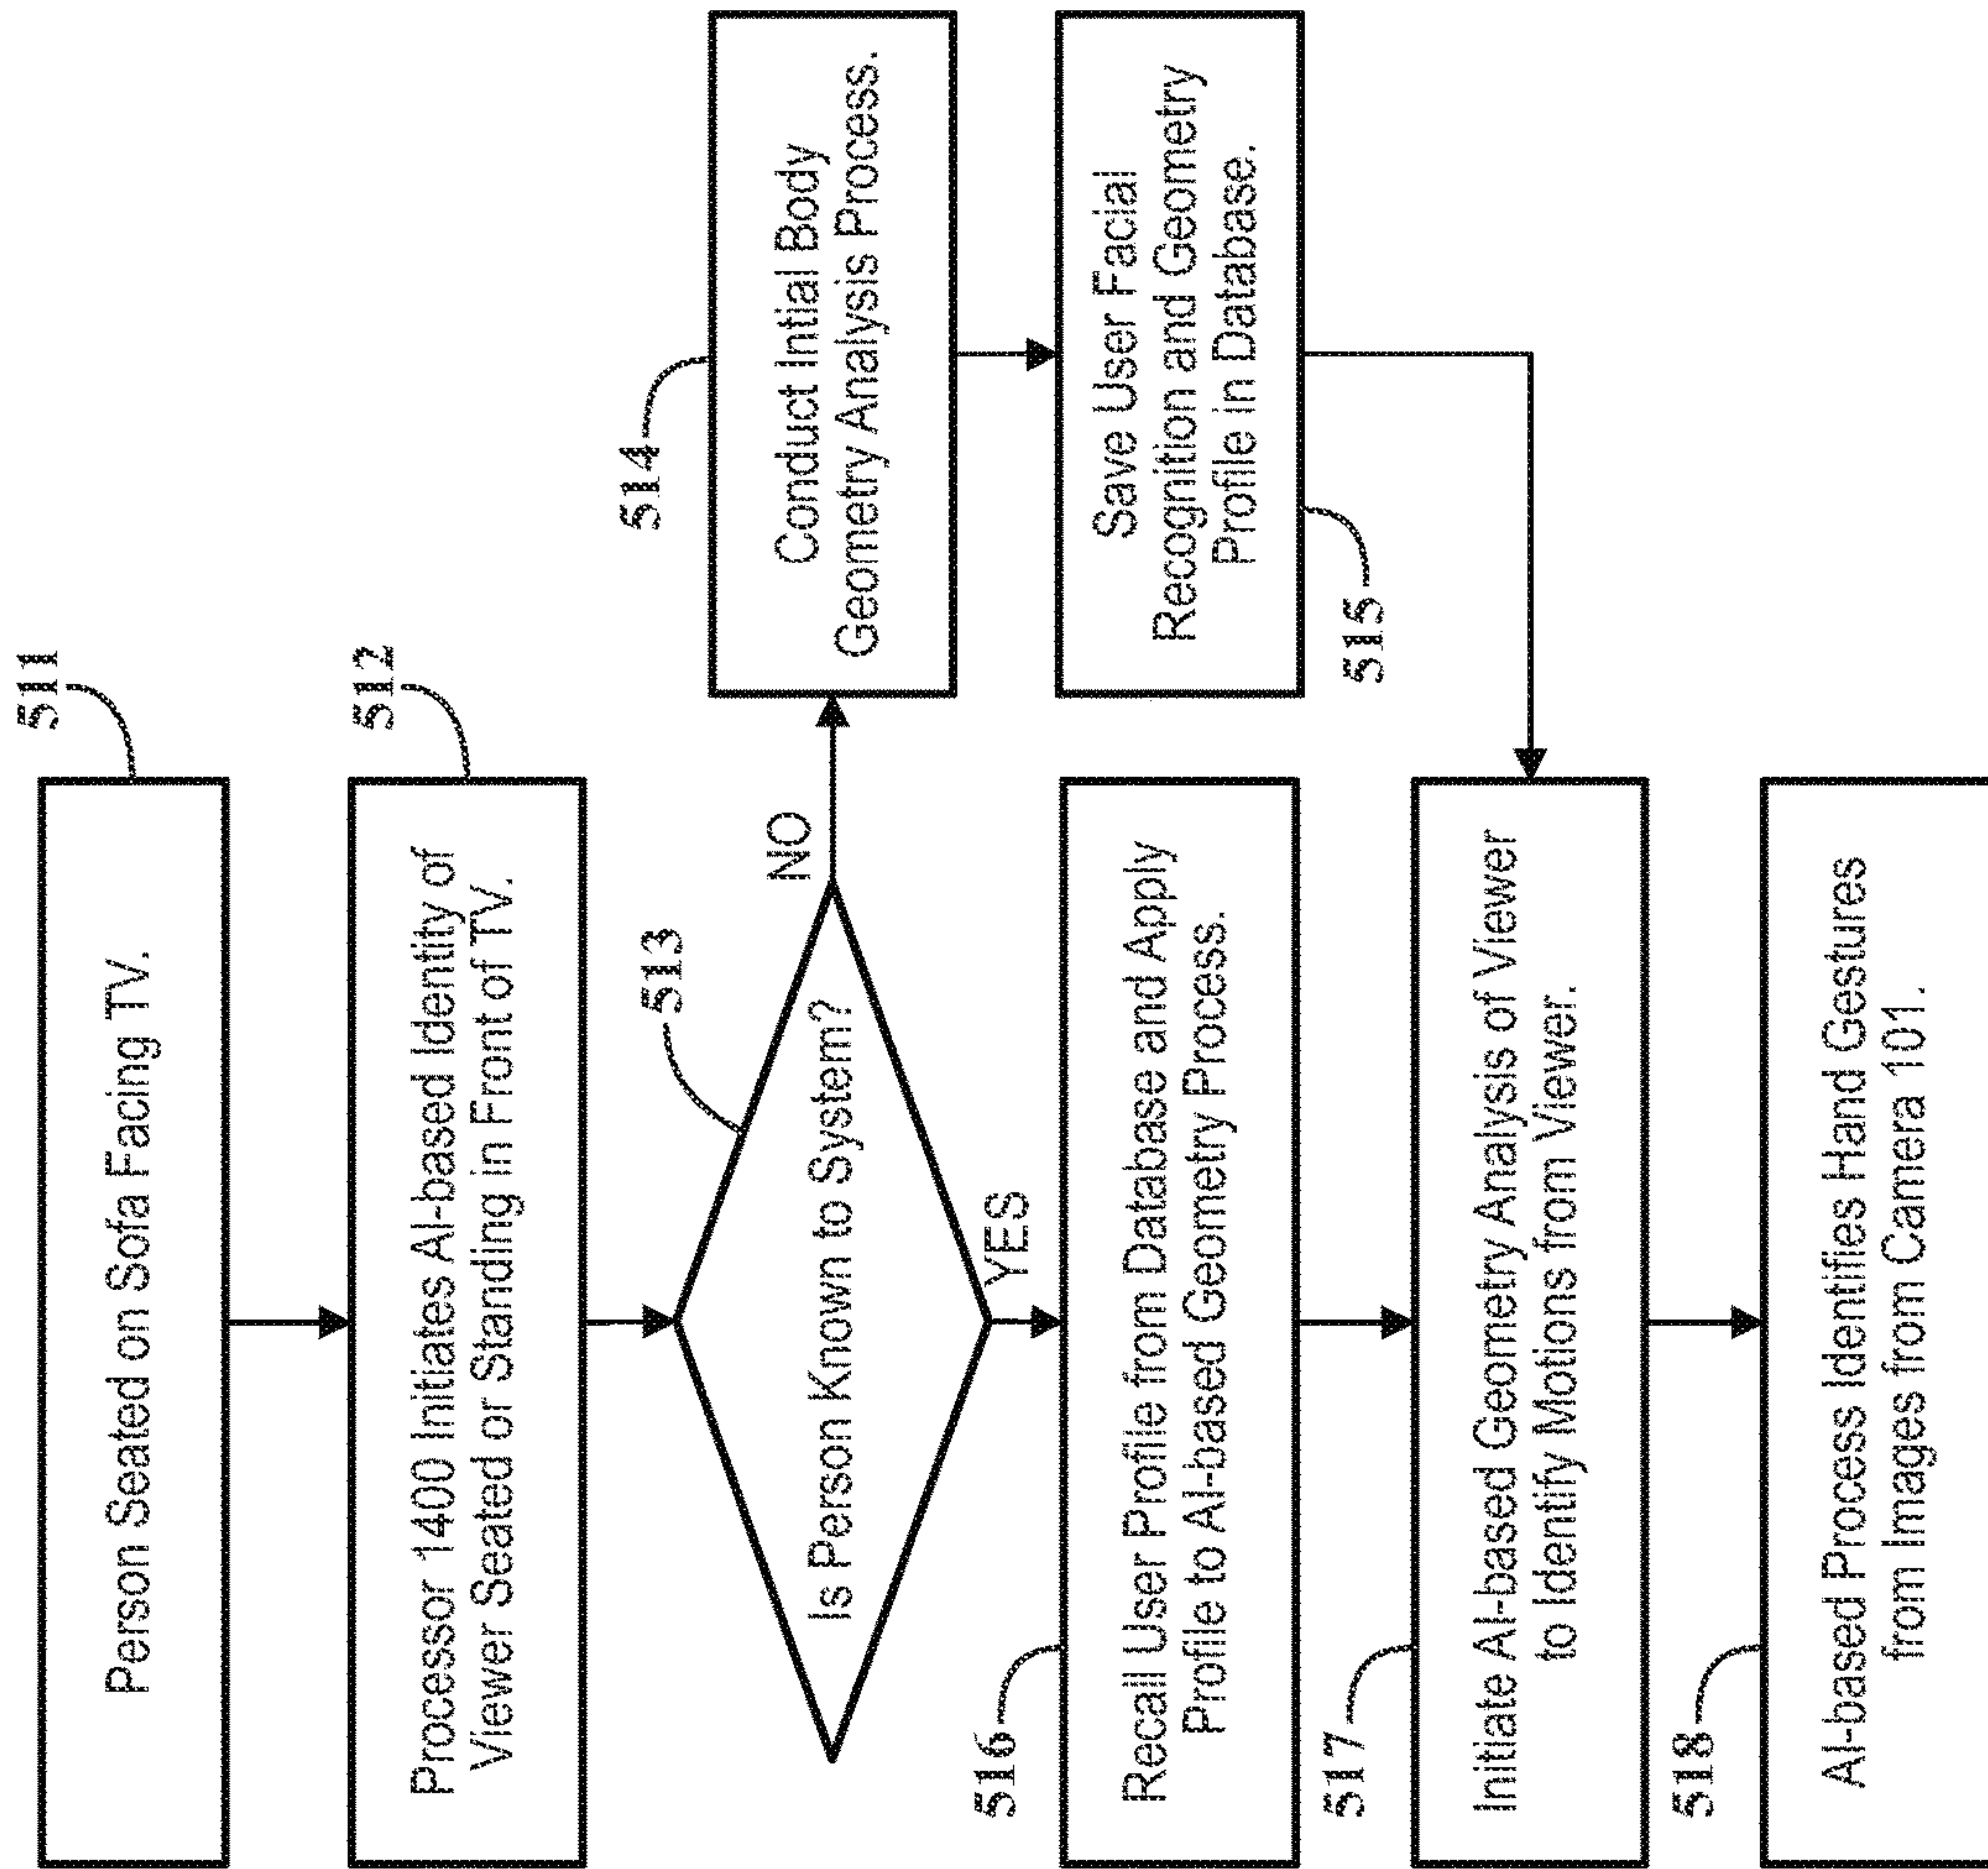 511
Person Seated on Sofa Facing TV.
512
Processor 1400 Initiates AI-based Identity of
Viewer Seated or Standing in Front of TV.
513
Is Person Known to System?
NO
YES
514
Conduct Intial Body
Geometry Analysis Process.
Save User Facial
Recognition and Geometry
Profile in Database.
515
516
Recall User Profile from Database and Apply
Profile to AI-based Geometry Process.
517
Initiate AI-based Geometry Analysis of Viewer
to Identify Motions from Viewer.
518
AI-based Process Identifies Hand Gestures
from Images from Camera 101.